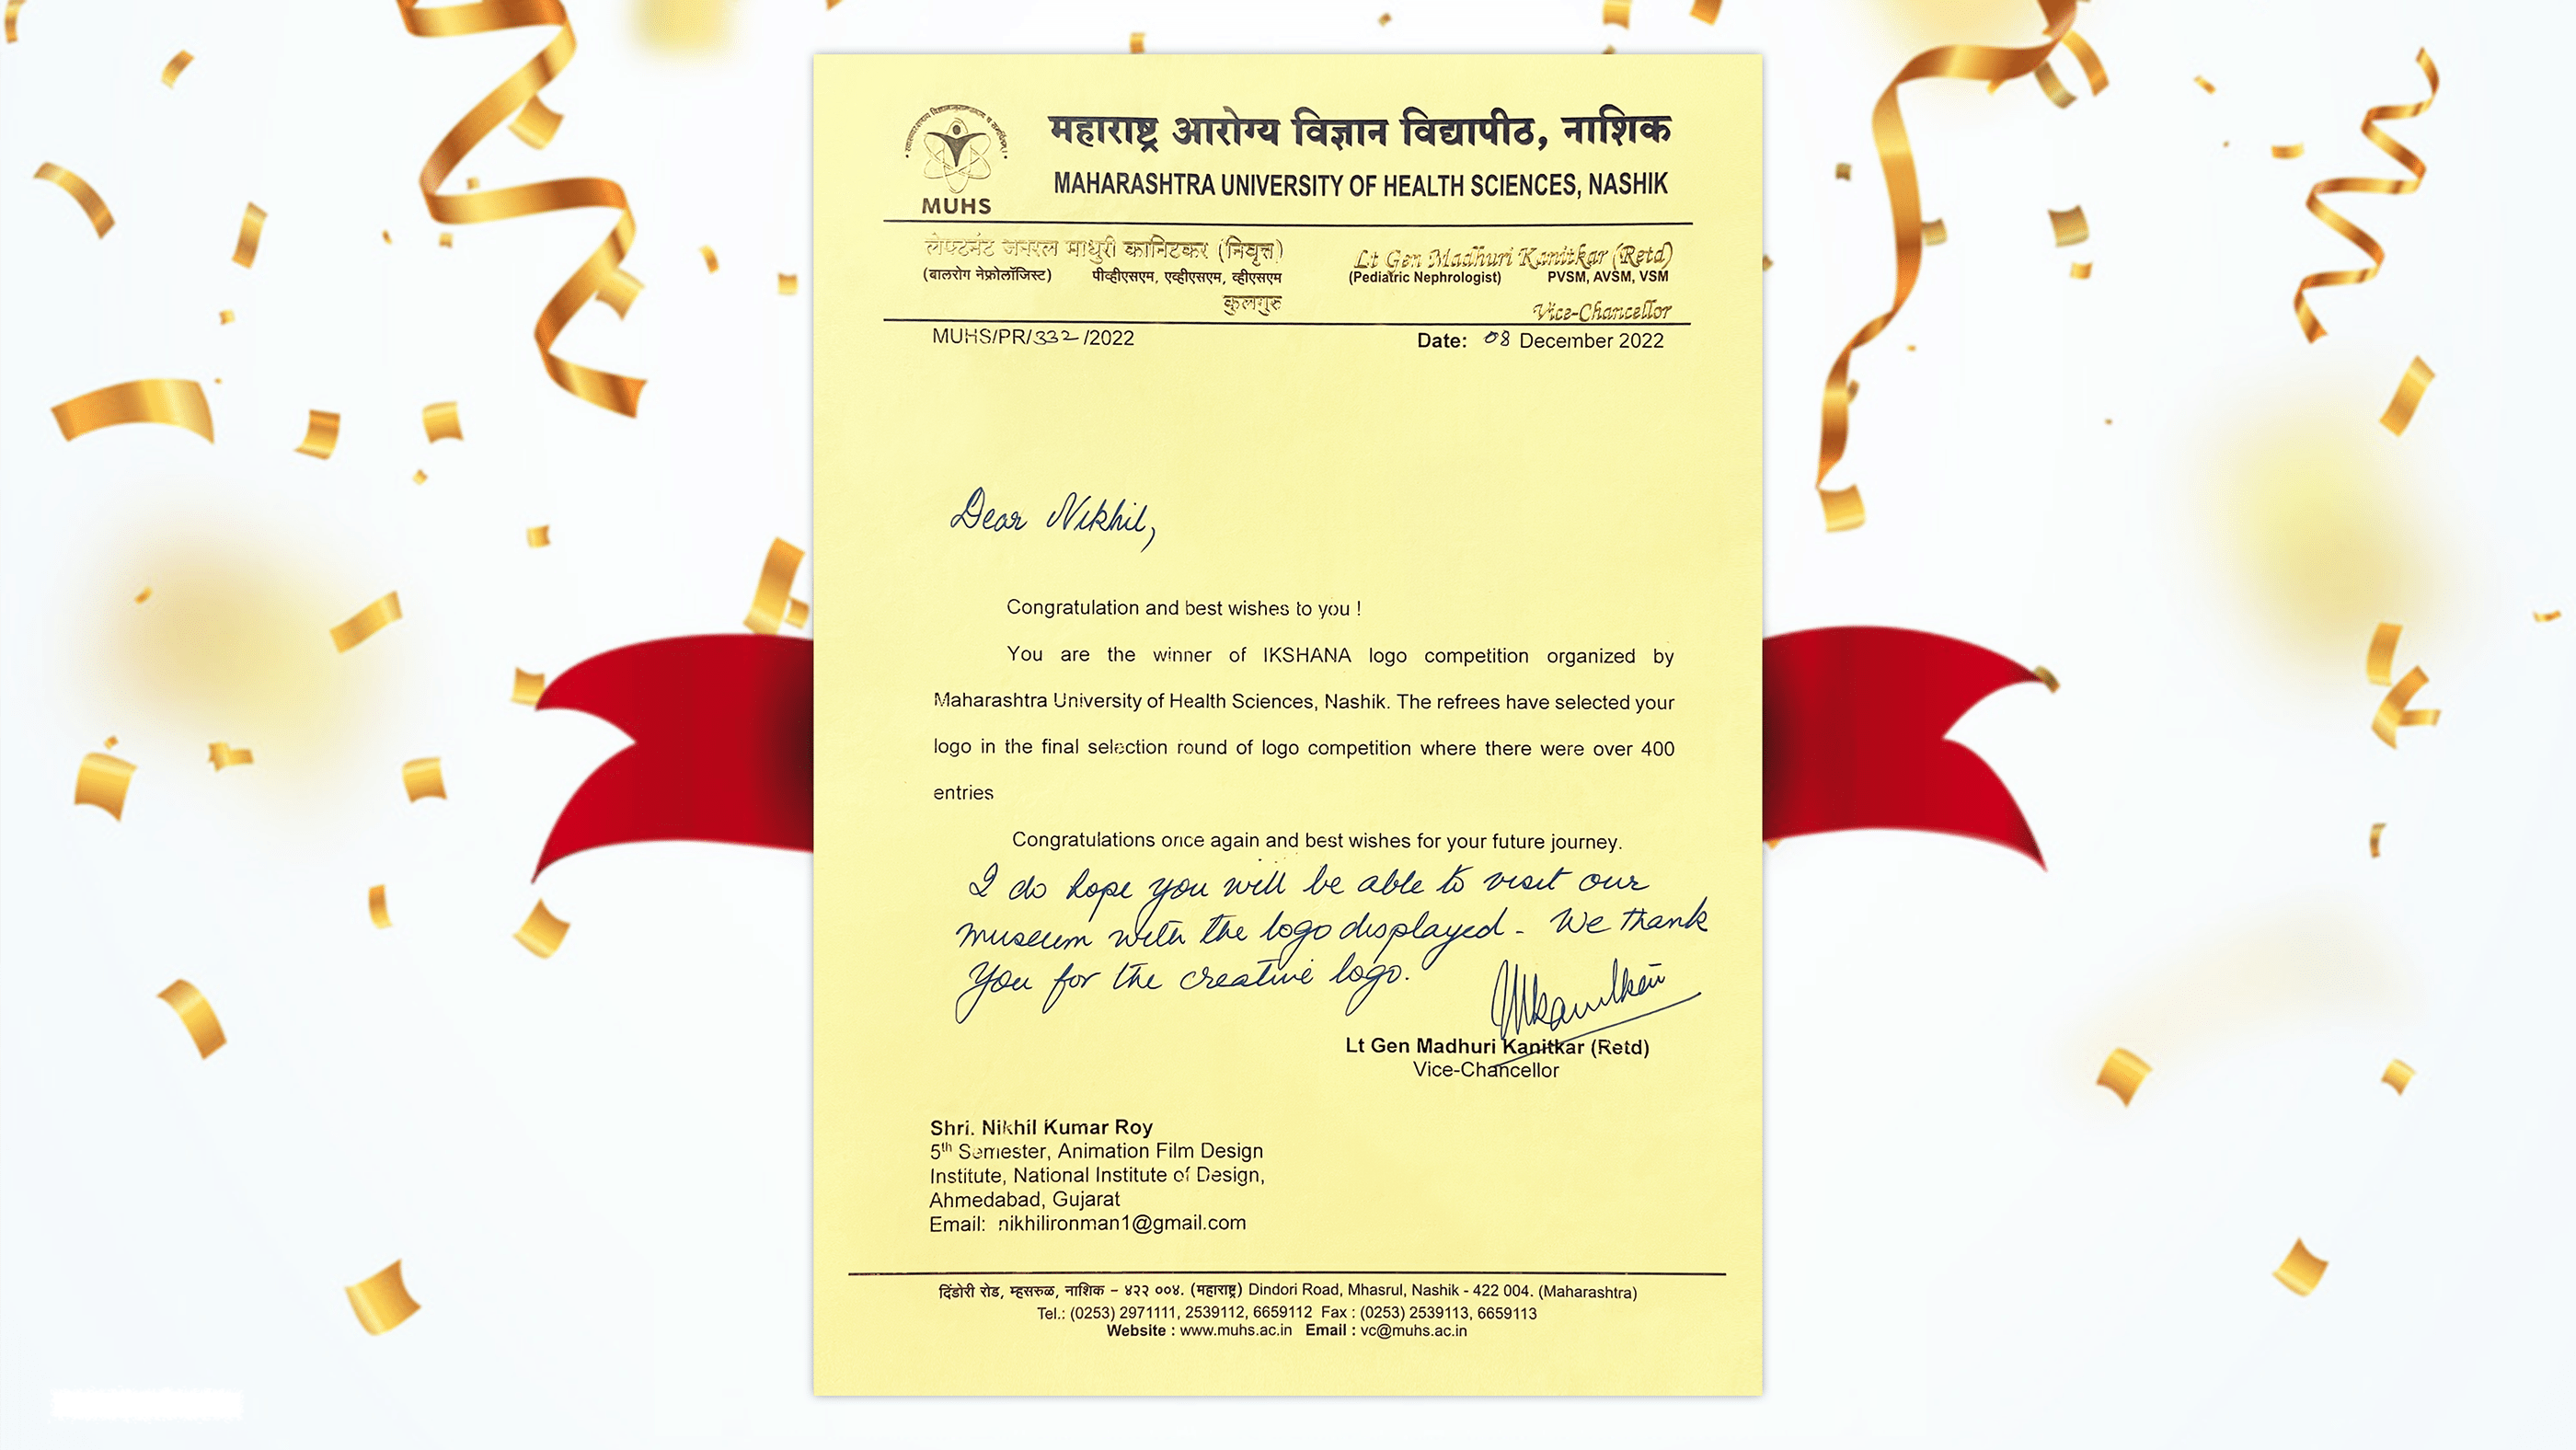 महाराष्ट्र आरोग्य विज्ञान विद्यापीठ, नाशिक
MAHARASHTRA UNIVERSITY OF HEALTH SCIENCES, NASHIK
MUHS
लेफ्टनंट जनरल माधुरी कानिटकर (निवृत्त)
(बालरोग नेफ्रोलॉजिस्ट) पीव्हीएसएम, एव्हीएसएम, व्हीएसएम
कुलगुरु
Lt Gen Madhuri Kanitkar (Retd)
(Pediatric Nephrologist) PVSM, AVSM, VSM
Vice-Chancellor
MUHS/PR/332/2022
Date: 08 December 2022
Dear Nikhil,
Congratulation and best wishes to you !
You are the winner of IKSHANA logo competition organized by
Maharashtra University of Health Sciences, Nashik. The refrees have selected your
logo in the final selection round of logo competition where there were over 400
entries
Congratulations once again and best wishes for your future journey.
I do hope you will be able to visit our
museum with the logo displayed - We thank
you for the creative logo.
Lt Gen Madhuri Kanitkar (Retd)
Vice-Chancellor
Shri. Nikhil Kumar Roy
5th Semester, Animation Film Design
Institute, National Institute of Design,
Ahmedabad, Gujarat
Email: nikhilironman1@gmail.com
दिंडोरी रोड, म्हसरुळ, नाशिक – ४२२ ००४. (महाराष्ट्र) Dindori Road, Mhasrul, Nashik - 422 004. (Maharashtra)
Tel.: (0253) 2971111, 2539112, 6659112 Fax : (0253) 2539113, 6659113
Website : www.muhs.ac.in Email : vc@muhs.ac.in